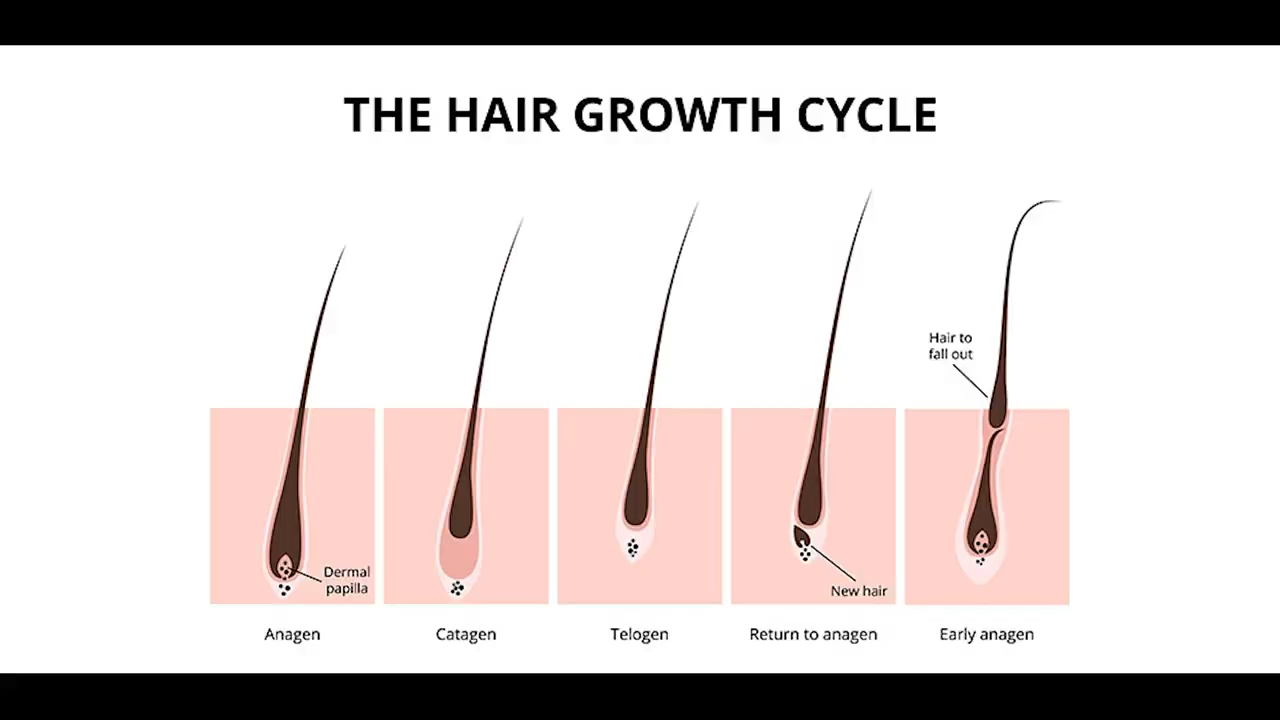 THE HAIR GROWTH CYCLE
Hair to
fall out
Dermal
papilla
New hair
Anagen
Catagen
Telogen
Return to anagen
Early anagen